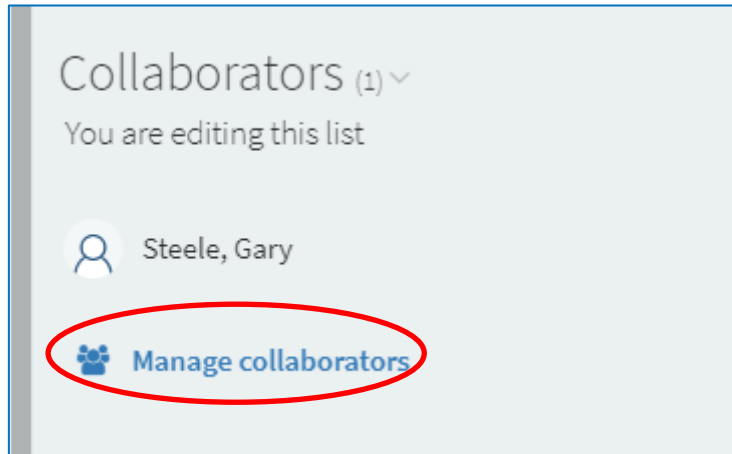 Collaborators (1)
You are editing this list
Steele, Gary
Manage collaborators